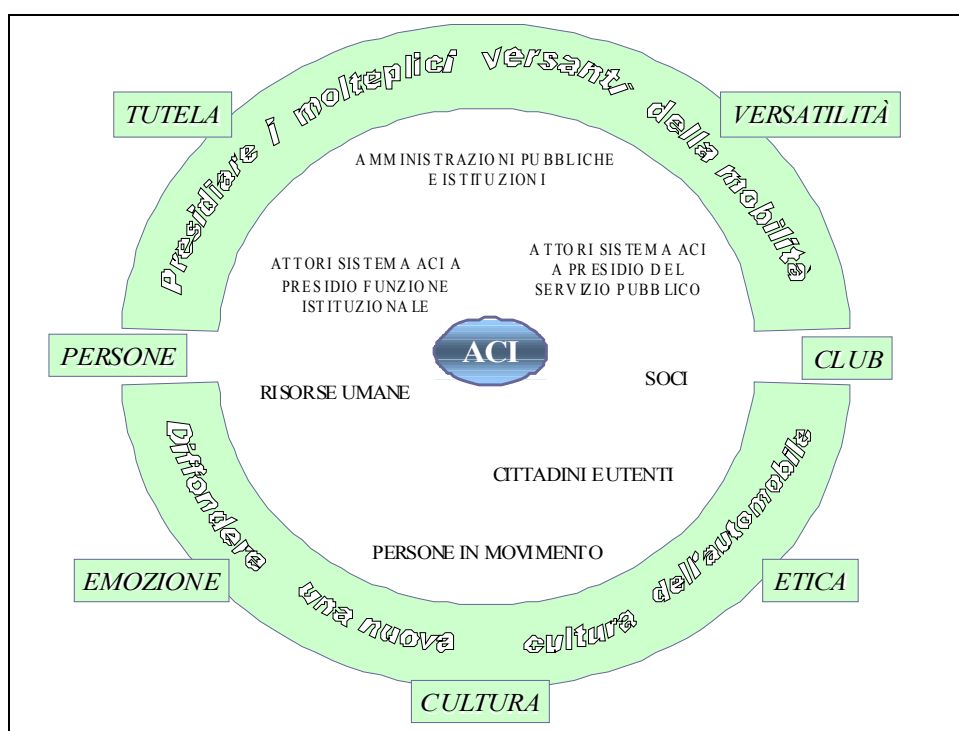 Presidiare i molteplici versanti della mobilità
TUTELA
VERSATILITÀ
AMMINISTRAZIONI PUBBLICHE
E ISTITUZIONI
ATTORI SISTEMA ACI A
PRESIDIO FUNZIONE
ISTITUZIONALE
ATTORI SISTEMA ACI
A PRESIDIO DEL
SERVIZIO PUBBLICO
PERSONE
ACI
CLUB
RISORSE UMANE
SOCI
CITTADINI E UTENTI
PERSONE IN MOVIMENTO
Diffondere una nuova cultura dell'automobile
EMOZIONE
ETICA
CULTURA